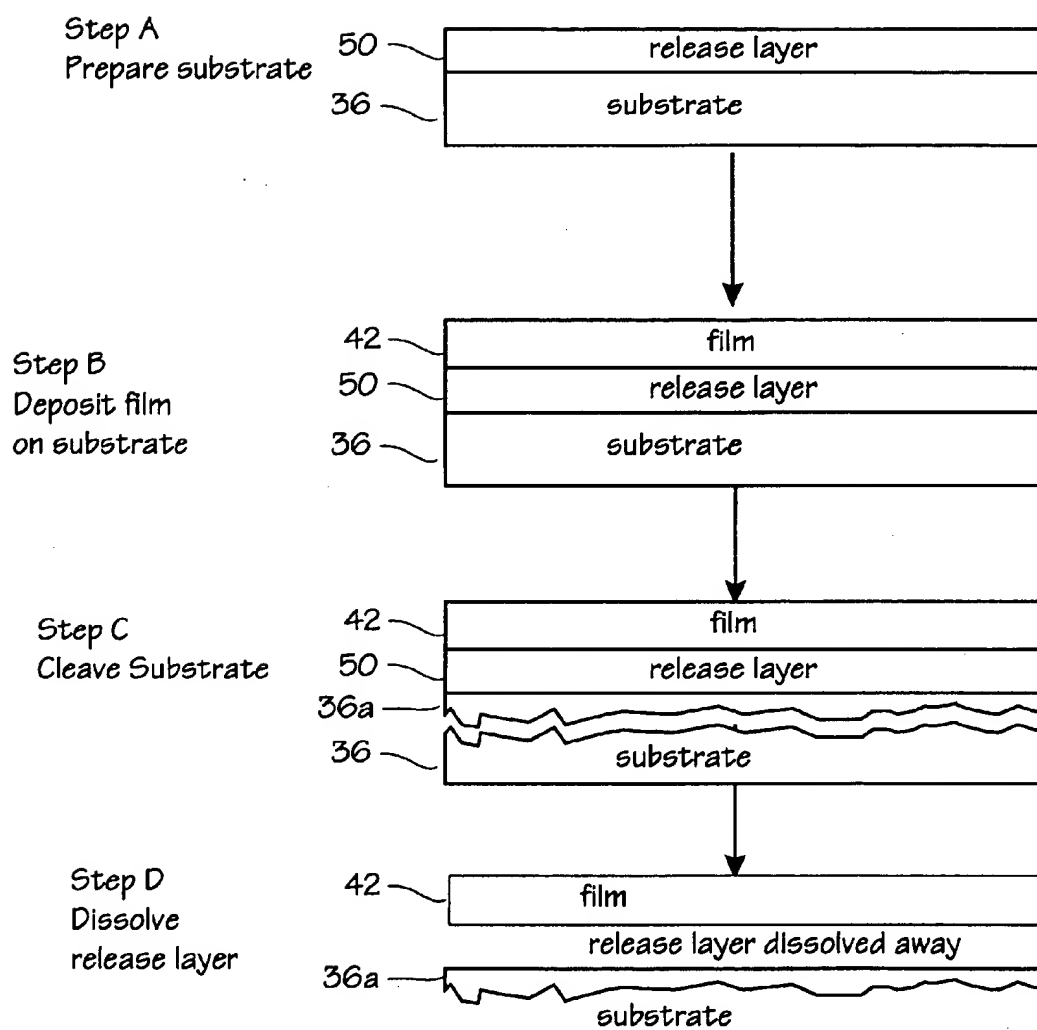 Step A
Prepare substrate
50
release layer
36
substrate
Step B
Deposit film
on substrate
42
film
50
release layer
36
substrate
Step C
Cleave Substrate
42
film
50
release layer
36a
36
substrate
Step D
Dissolve
release layer
42
film
release layer dissolved away
36a
substrate